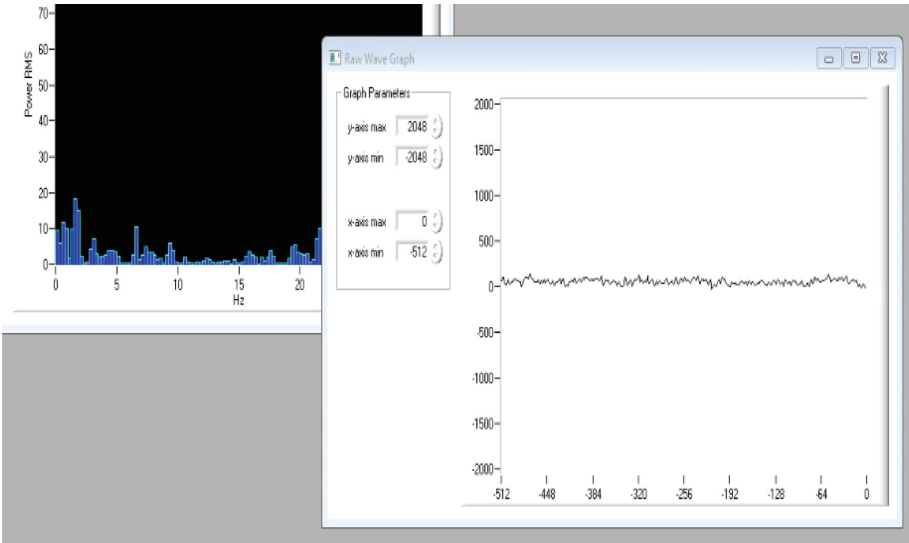 70
60
50
40
30
20
10
0
Power RMS
0 5 10 15 20
Hz
Raw Wave Graph
Graph Parameters
y-axis max 2048
y-axis min -2048
x-axis max 0
x-axis min -512
2000
1500
1000
500
0
-500
-1000
-1500
-2000
-512 -448 -384 -320 -256 -192 -128 -64 0